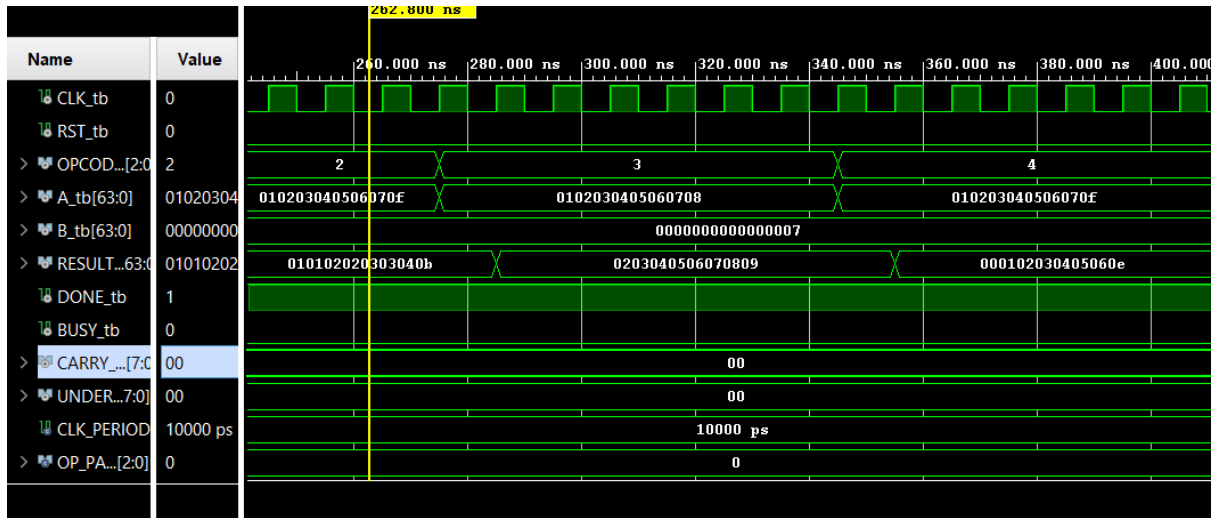 262.800 ns
Name Value
260.000 ns 280.000 ns 300.000 ns 320.000 ns 340.000 ns 360.000 ns 380.000 ns 400.00
CLK_tb 0
RST_tb 0
OPCOD...[2:0 2 2 3 4
A_tb[63:0] 01020304 010203040506070f 0102030405060708 010203040506070f
B_tb[63:0] 00000000 0000000000000007
RESULT...63:0 01010202 010102020303040b 0203040506070809 000102030405060e
DONE_tb 1
BUSY_tb 0
CARRY_...[7:0 00 00
UNDER...7:0] 00 00
CLK_PERIOD 10000 ps 10000 ps
OP_PA...[2:0] 0 0